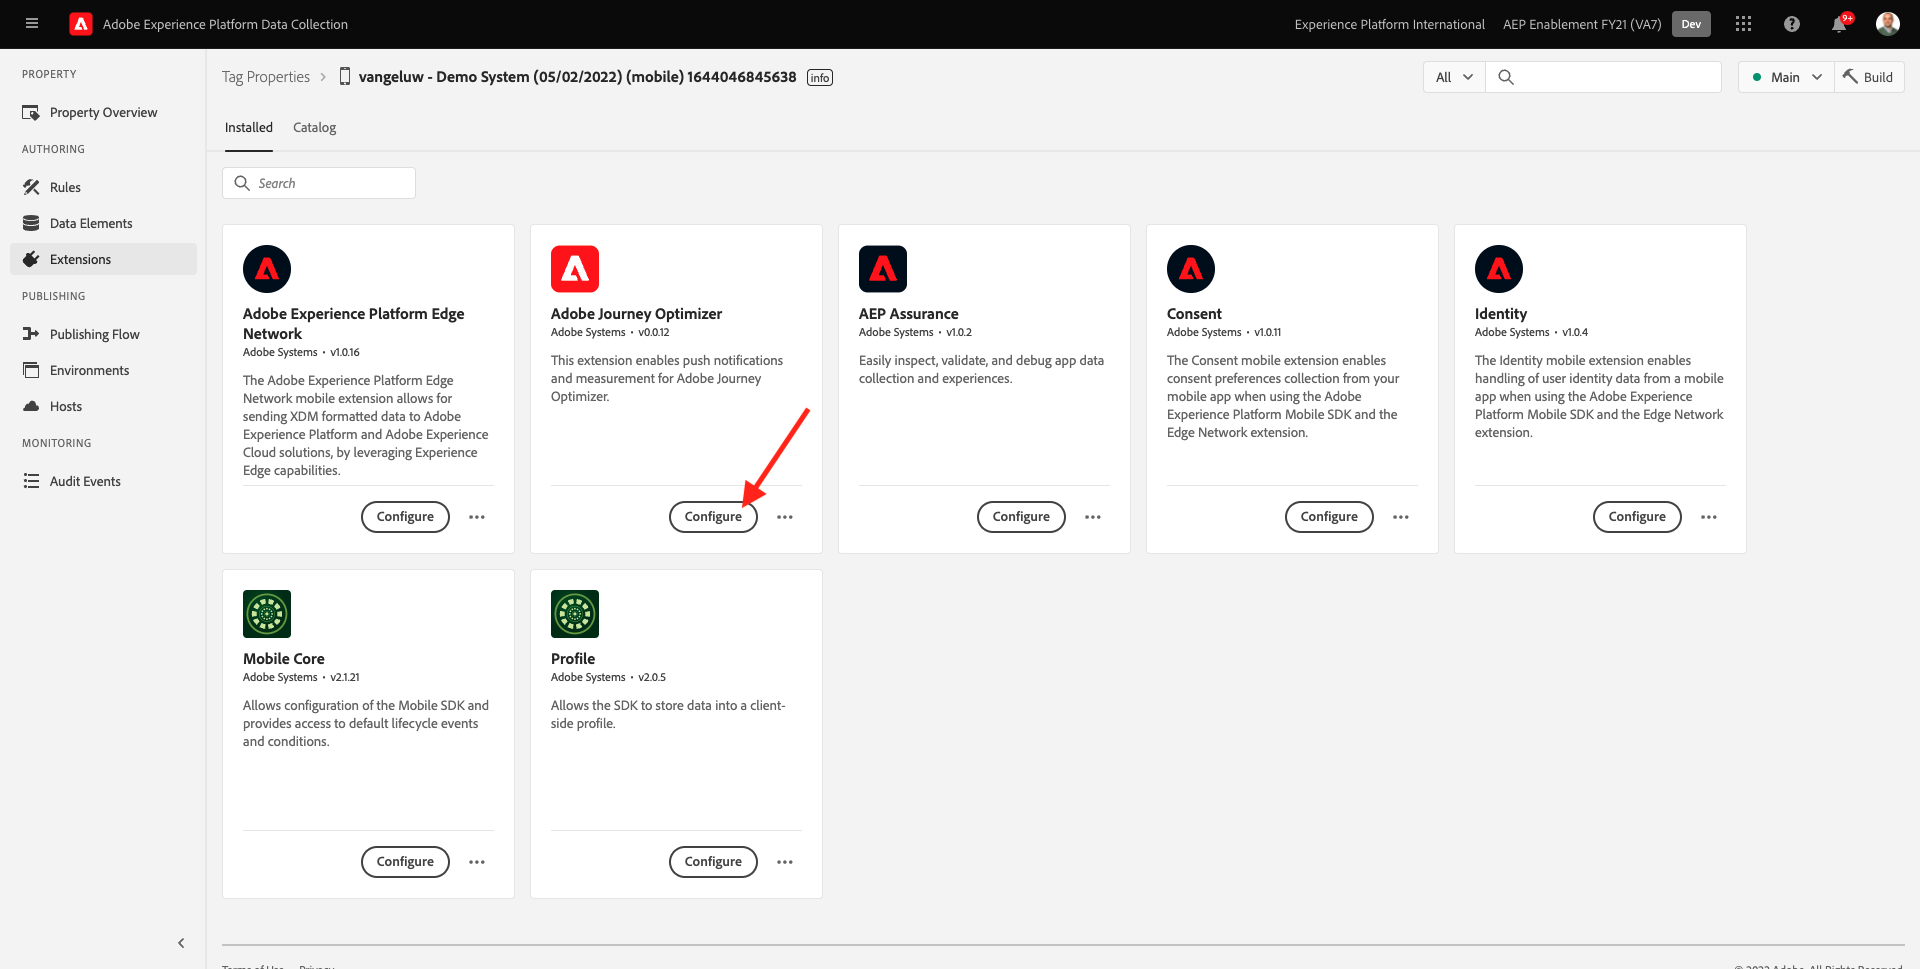 Adobe Experience Platform Data Collection
Experience Platform International
AEP Enablement FY21 (VA7)
Dev
9+
PROPERTY
Property Overview
AUTHORING
Rules
Data Elements
Extensions
PUBLISHING
Publishing Flow
Environments
Hosts
MONITORING
Audit Events
Tag Properties
vangeluw - Demo System (05/02/2022) (mobile) 1644046845638
info
All
Main
Build
Installed
Catalog
Search
Adobe Experience Platform Edge
Network
Adobe Systems • v1.0.16
The Adobe Experience Platform Edge
Network mobile extension allows for
sending XDM formatted data to Adobe
Experience Platform and Adobe Experience
Cloud solutions, by leveraging Experience
Edge capabilities.
Configure
Adobe Journey Optimizer
Adobe Systems • v0.0.12
This extension enables push notifications
and measurement for Adobe Journey
Optimizer.
Configure
AEP Assurance
Adobe Systems • v1.0.2
Easily inspect, validate, and debug app data
collection and experiences.
Configure
Consent
Adobe Systems • v1.0.11
The Consent mobile extension enables
consent preferences collection from your
mobile app when using the Adobe
Experience Platform Mobile SDK and the
Edge Network extension.
Configure
Identity
Adobe Systems • v1.0.4
The Identity mobile extension enables
handling of user identity data from a mobile
app when using the Adobe Experience
Platform Mobile SDK and the Edge Network
extension.
Configure
Mobile Core
Adobe Systems • v2.1.21
Allows configuration of the Mobile SDK and
provides access to default lifecycle events
and conditions.
Configure
Profile
Adobe Systems • v2.0.5
Allows the SDK to store data into a client-
side profile.
Configure
Terms of Use
Privacy
© 2022 Adobe. All Rights Reserved